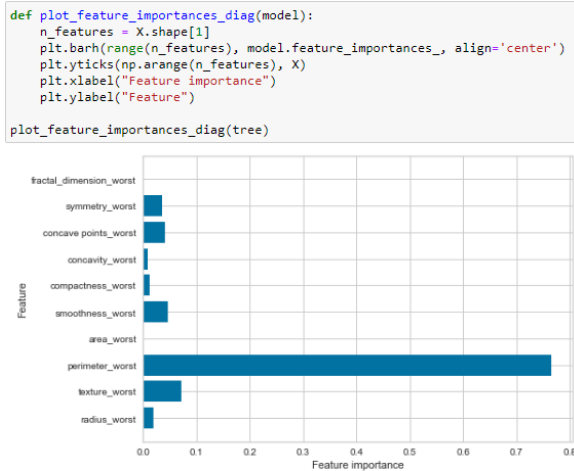 def plot_feature_importances_diag(model):
    n_features = X.shape[1]
    plt.barh(range(n_features), model.feature_importances_, align='center')
    plt.yticks(np.arange(n_features), X)
    plt.xlabel("Feature importance")
    plt.ylabel("Feature")
plot_feature_importances_diag(tree)
fractal_dimension_worst
symmetry_worst
concave points_worst
concavity_worst
compactness_worst
smoothness_worst
area_worst
perimeter_worst
texture_worst
radius_worst
Feature
0.0 0.1 0.2 0.3 0.4 0.5 0.6 0.7 0.8
Feature importance